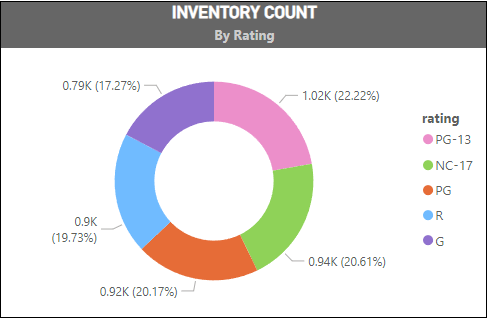 INVENTORY COUNT
By Rating
0.79K (17.27%)
1.02K (22.22%)
0.9K
(19.73%)
0.94K (20.61%)
0.92K (20.17%)
rating
PG-13
NC-17
PG
R
G